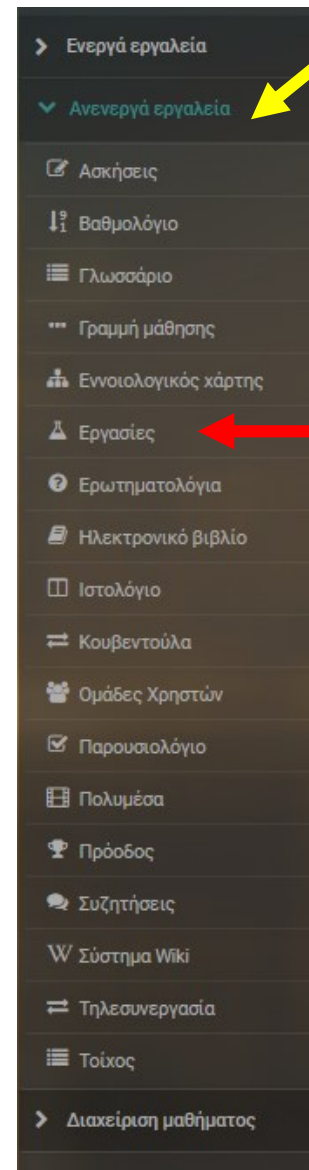 Ενεργά εργαλεία
Ανενεργά εργαλεία
Ασκήσεις
Βαθμολόγιο
Γλωσσάριο
Γραμμή μάθησης
Εννοιολογικός χάρτης
Εργασίες
Ερωτηματολόγια
Ηλεκτρονικό βιβλίο
Ιστολόγιο
Κουβεντούλα
Ομάδες Χρηστών
Παρουσιολόγιο
Πολυμέσα
Πρόοδος
Συζητήσεις
Σύστημα Wiki
Τηλεσυνεργασία
Τοίχος
Διαχείριση μαθήματος